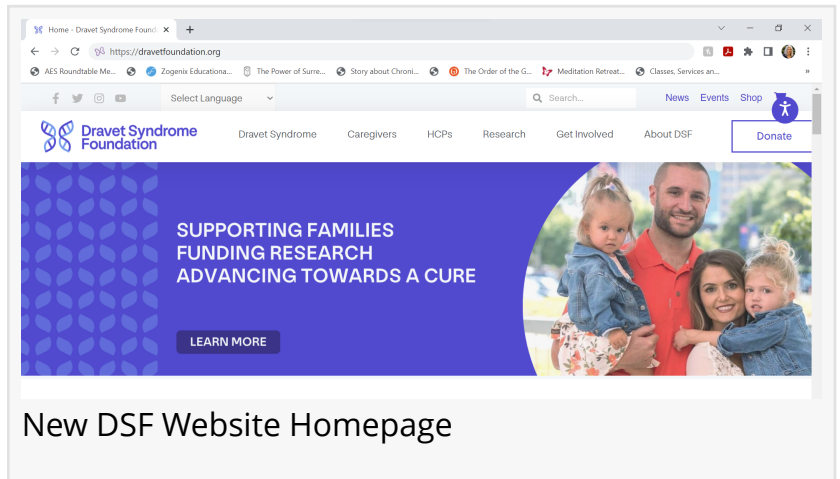 Home - Dravet Syndrome Found
https://dravetfoundation.org
AES Roundtable Me... Zogenix Educationa... The Power of Surre... Story about Chroni... The Order of the G... Meditation Retreat... Classes, Services an... »
Select Language Search... News Events Shop
Dravet Syndrome
Foundation
Dravet Syndrome Caregivers HCPs Research Get Involved About DSF Donate
SUPPORTING FAMILIES
FUNDING RESEARCH
ADVANCING TOWARDS A CURE
LEARN MORE
New DSF Website Homepage